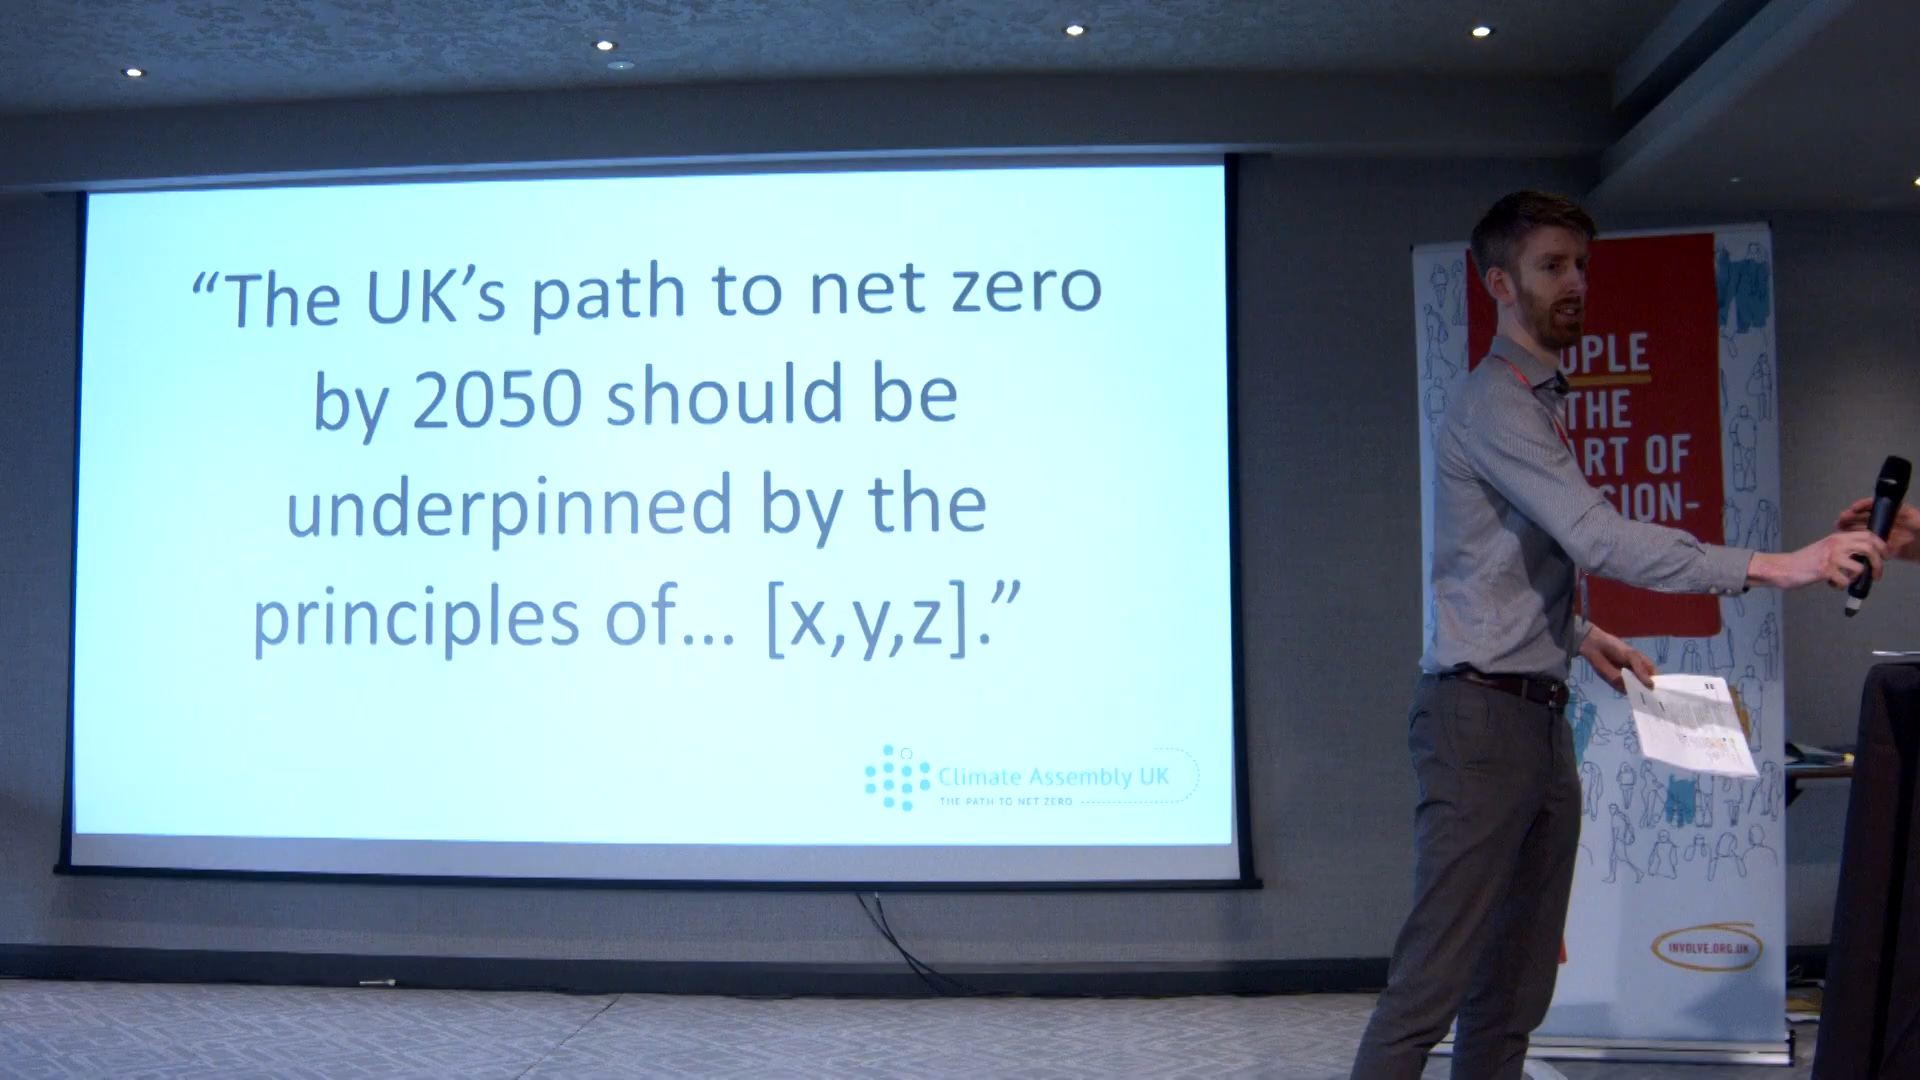 “The UK’s path to net zero
by 2050 should be
underpinned by the
principles of... [x,y,z].”
Climate Assembly UK
THE PATH TO NET ZERO
OPLE
THE
ART OF
SION-
INVOLVE.ORG.UK